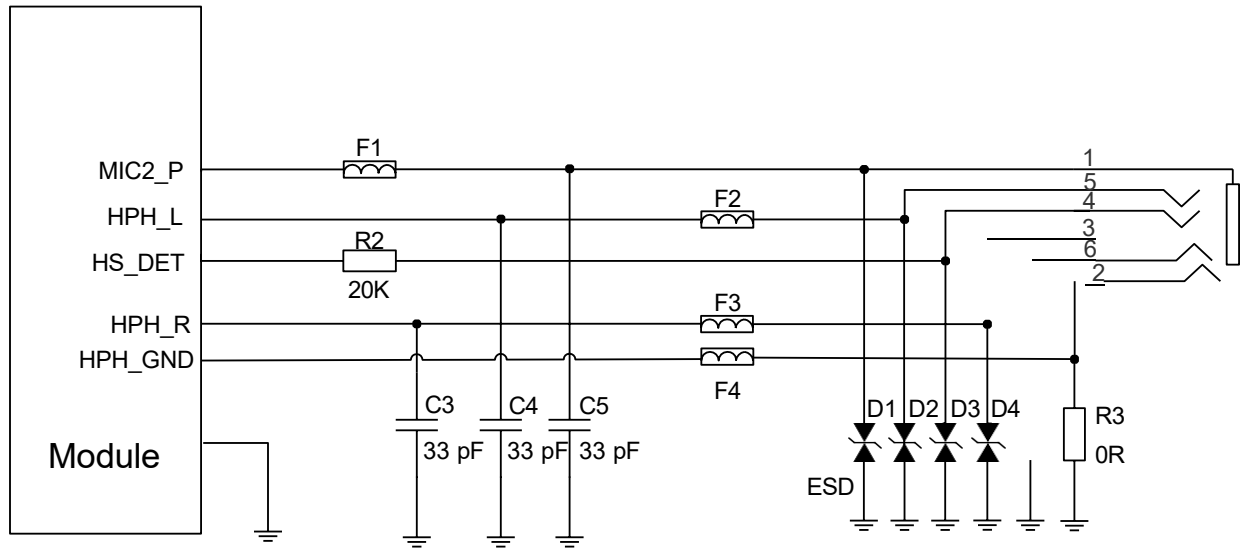 F1
1
MIC2_P
5
F2
4
HPH_L
R2
3
HS_DET
6
20K
2
F3
HPH_R
HPH_GND
F4
C3
C4
C5
D1
D2
D3
D4
R3
33 pF
33 pF
33 pF
0R
Module
ESD